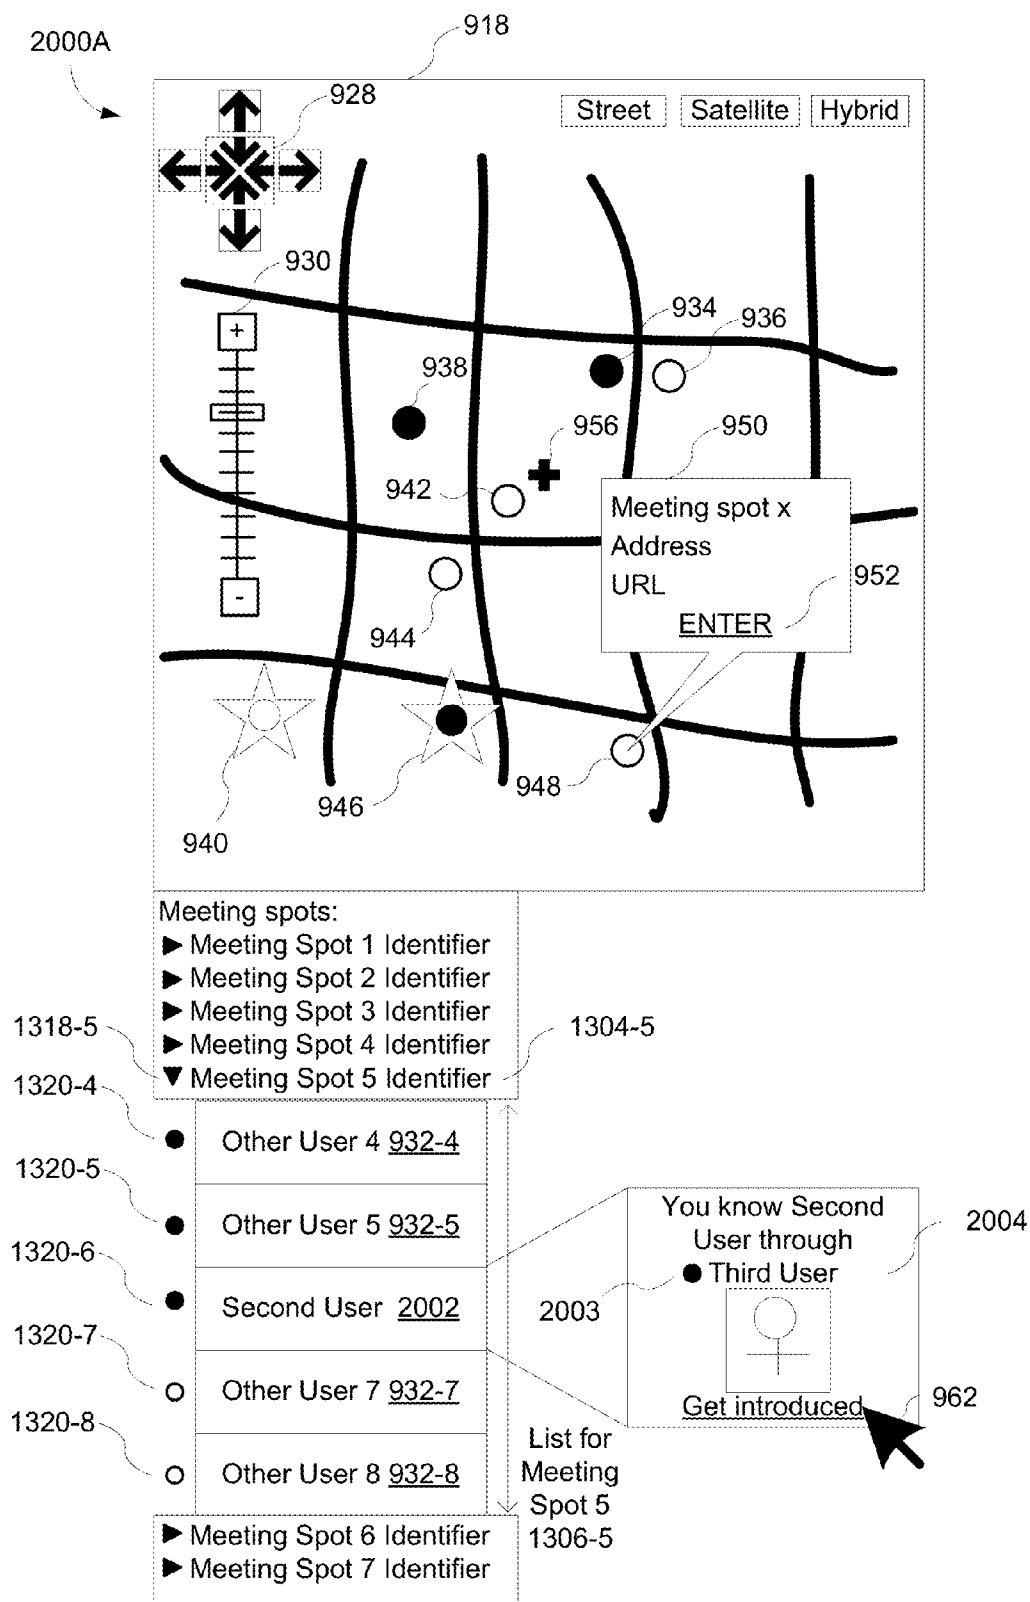 2000A
918
928
Street Satellite Hybrid
930
+
934
936
938
956
950
942
Meeting spot x
Address
URL
952
ENTER
-
944
946
948
940
Meeting spots:
Meeting Spot 1 Identifier
Meeting Spot 2 Identifier
Meeting Spot 3 Identifier
1318-5
1304-5
Meeting Spot 4 Identifier
Meeting Spot 5 Identifier
1320-4
Other User 4 932-4
1320-5
Other User 5 932-5
1320-6
Second User 2002
1320-7
Other User 7 932-7
1320-8
Other User 8 932-8
You know Second
User through
Third User
2004
2003
Get introduced
962
List for
Meeting
Spot 5
1306-5
Meeting Spot 6 Identifier
Meeting Spot 7 Identifier